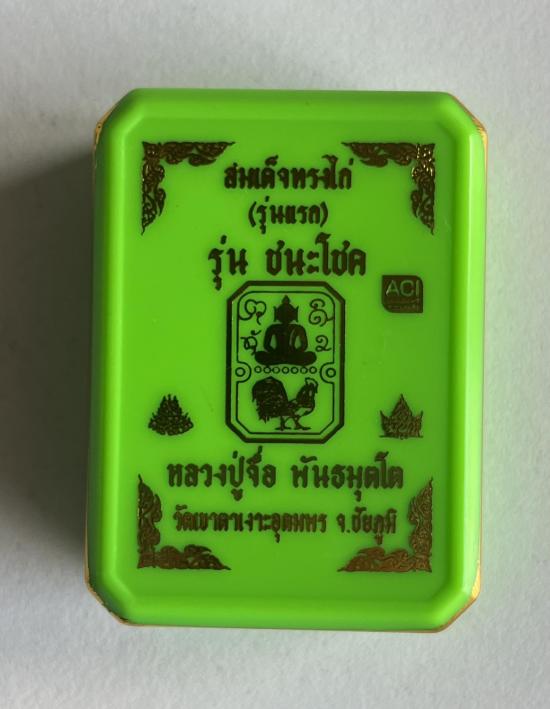 สมเด็จทรงไก่
(รุ่นแรก)
รุ่น ชนะโชค
ACI
หลวงปู่จื่อ พันธมุตโต
วัดเขาตาเงาะอุดมพร จ.ชัยภูมิ